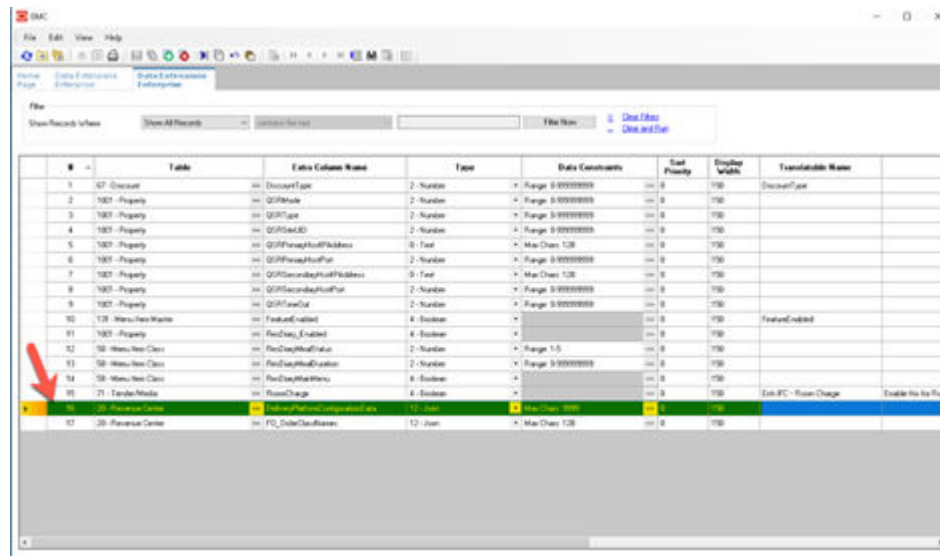 EMC
File Edit View Help
Home Page Data Extensions Enterprise Data Extensions Enterprise
Filter
Show Records Where Show All Records contains the text Filter Now Clear Filters
Clear and Run
# Table Extra Column Name Type Data Constraints Sort Priority Display Width Translatable Name
1 67 - Discount DiscountType 2 - Number Range: 0-999999999 0 150 DiscountType
2 1001 - Property QSRMode 2 - Number Range: 0-999999999 0 150
3 1001 - Property QSRType 2 - Number Range: 0-999999999 0 150
4 1001 - Property QSRSiteUID 2 - Number Range: 0-999999999 0 150
5 1001 - Property QSRPrimaryHostIPAddress 0 - Text Max Chars: 128 0 150
6 1001 - Property QSRPrimaryHostPort 2 - Number Range: 0-999999999 0 150
7 1001 - Property QSRSecondaryHostIPAddress 0 - Text Max Chars: 128 0 150
8 1001 - Property QSRSecondaryHostPort 2 - Number Range: 0-999999999 0 150
9 1001 - Property QSRTimeOut 2 - Number Range: 0-999999999 0 150
10 131 - Menu Item Master FeatureEnabled 4 - Boolean 0 150 FeatureEnabled
11 1001 - Property ResDiary_Enabled 4 - Boolean 0 150
12 50 - Menu Item Class ResDiaryMealStatus 2 - Number Range: 1-5 0 150
13 50 - Menu Item Class ResDiaryMealDuration 2 - Number Range: 0-999999999 0 150
14 50 - Menu Item Class ResDiaryMainMenu 4 - Boolean 0 150
15 71 - Tender/Media RoomCharge 4 - Boolean 0 150 Enh IFC - Room Charge Enable
16 20 - Revenue Center DeliveryPlatformConfigurationData 12 - Json Max Chars: 9999 0 150
17 20 - Revenue Center FO_OrderClassNames 12 - Json Max Chars: 128 0 150